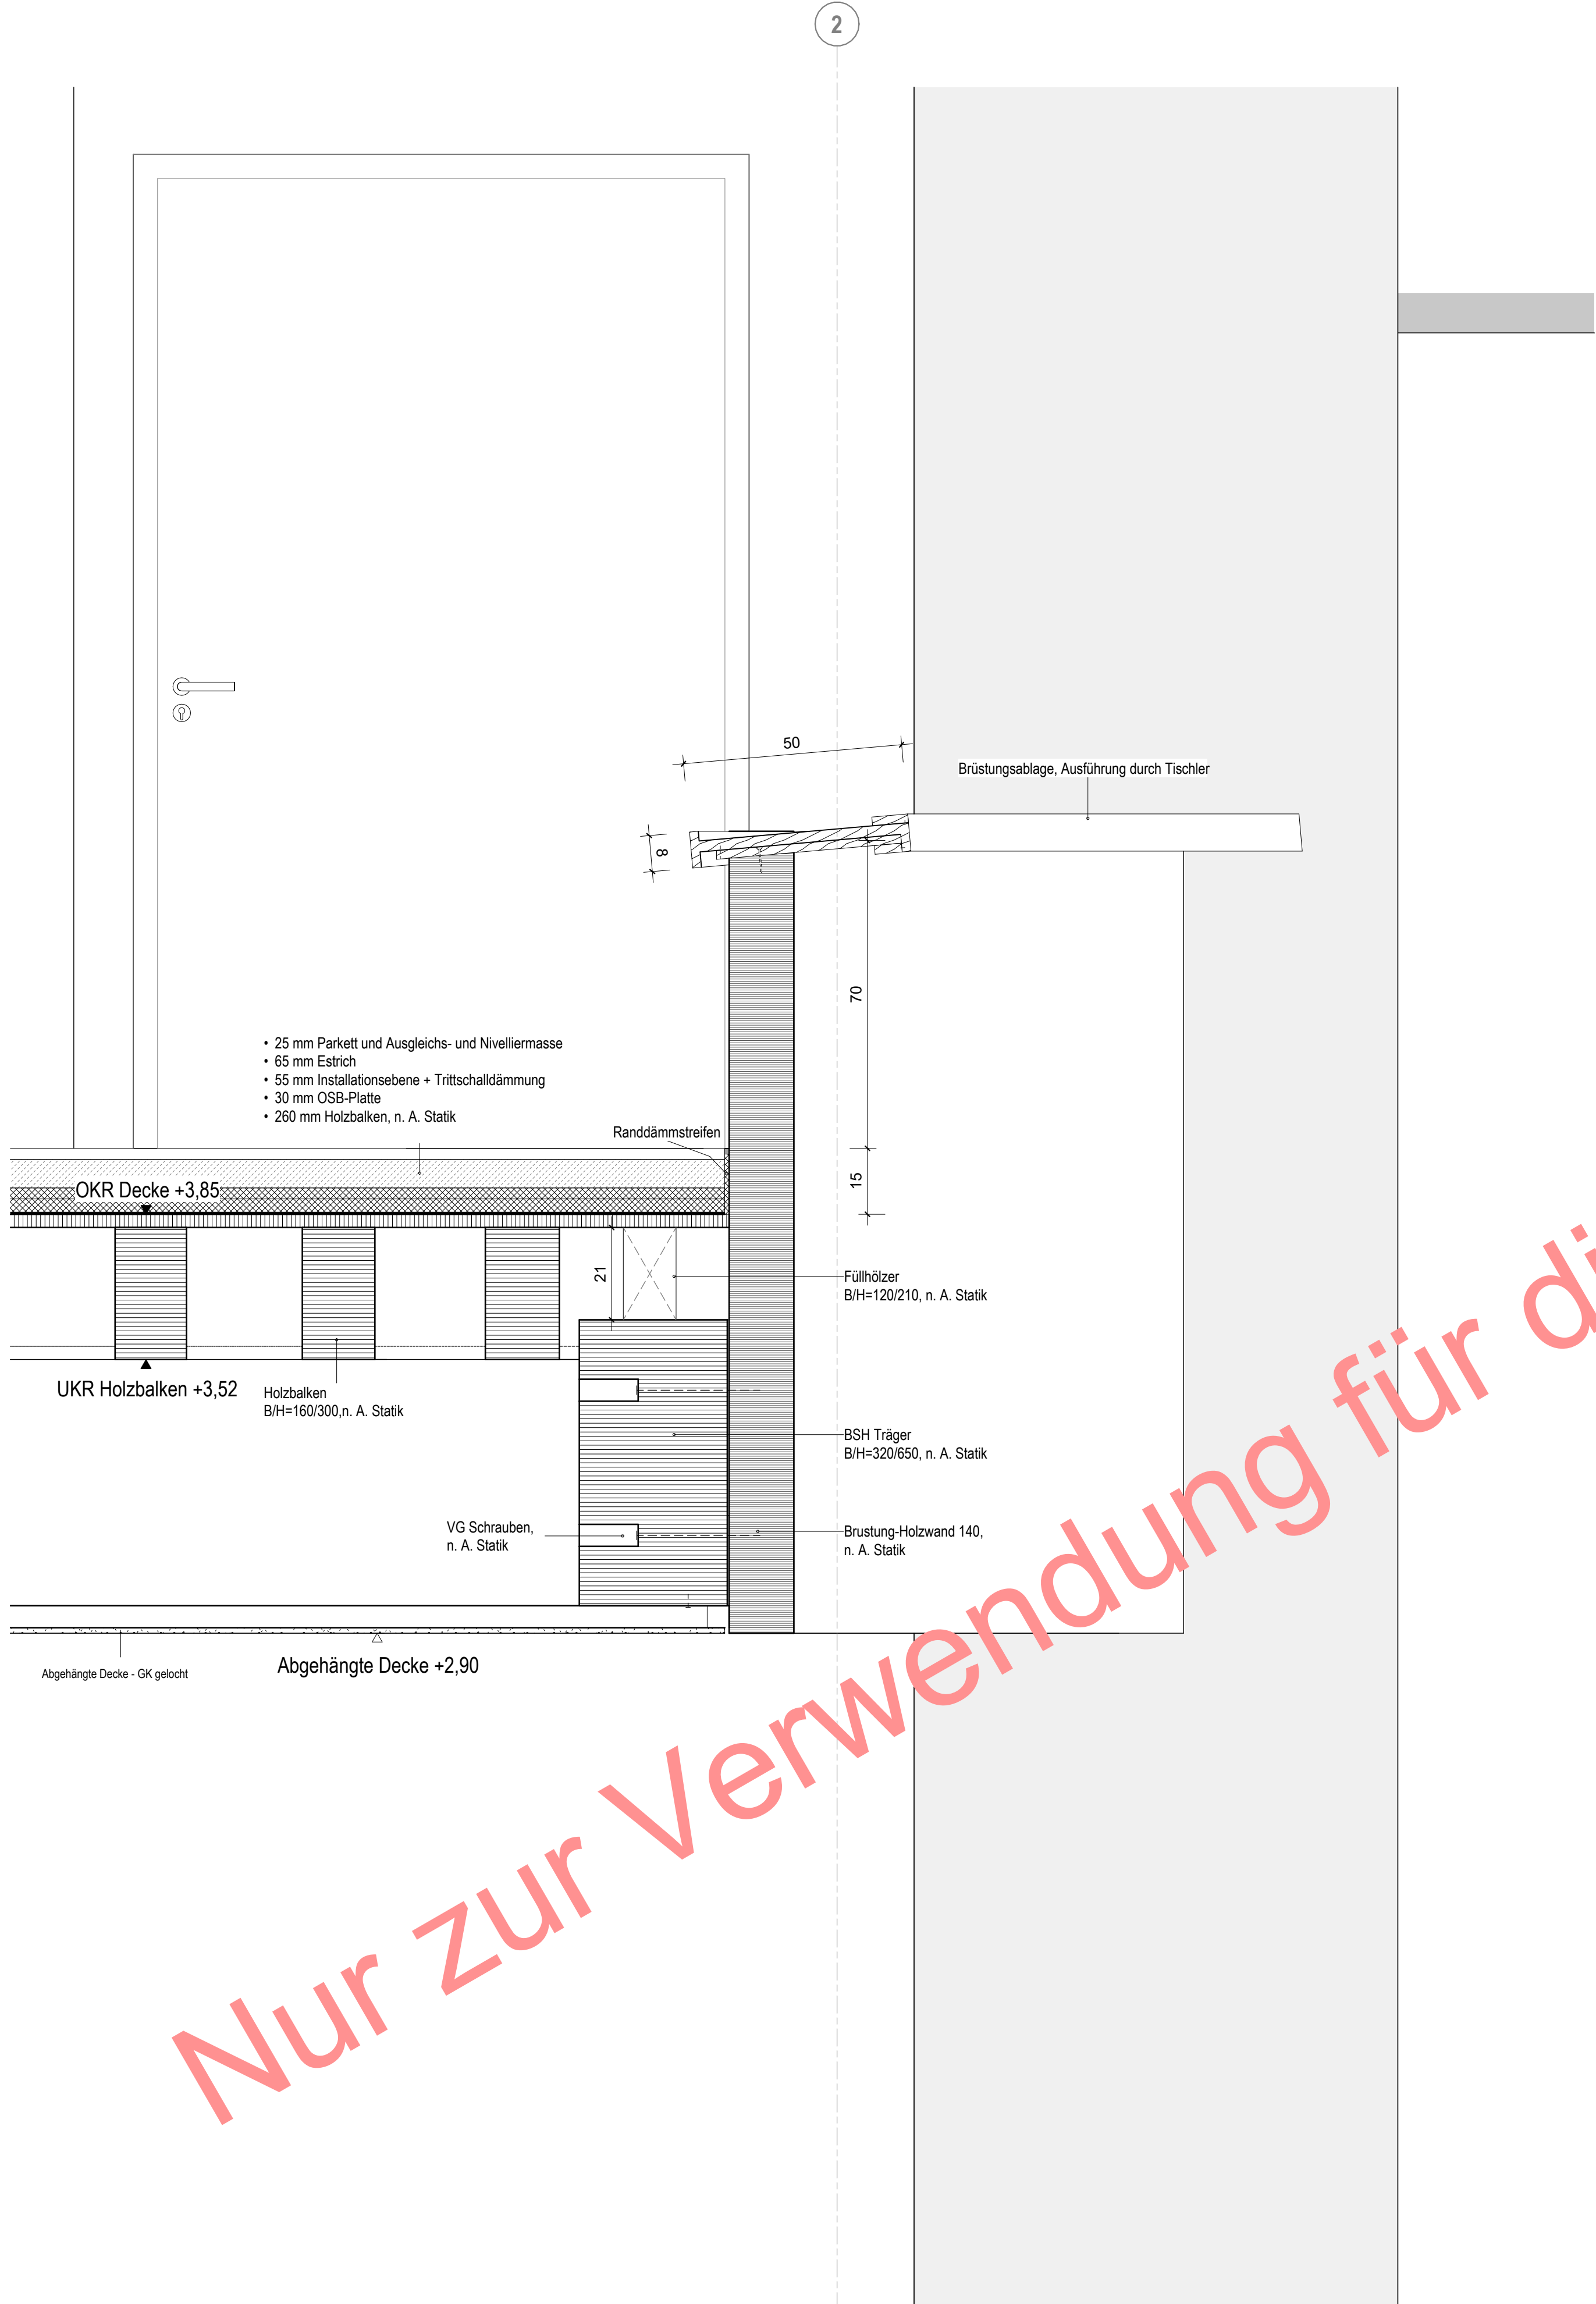 2
50
Brüstungsablage, Ausführung durch Tischler
8
70
• 25 mm Parkett und Ausgleichs- und Nivelliermasse
• 65 mm Estrich
• 55 mm Installationsebene + Trittschalldämmung
• 30 mm OSB-Platte
• 260 mm Holzbalken, n. A. Statik
Randdämmstreifen
15
OKR Decke +3,85
21
Füllhölzer
B/H=120/210, n. A. Statik
UKR Holzbalken +3,52
Holzbalken
B/H=160/300,n. A. Statik
BSH Träger
B/H=320/650, n. A. Statik
VG Schrauben,
n. A. Statik
Brustung-Holzwand 140,
n. A. Statik
Abgehängte Decke - GK gelocht
Abgehängte Decke +2,90
Nur zur Verwendung für di